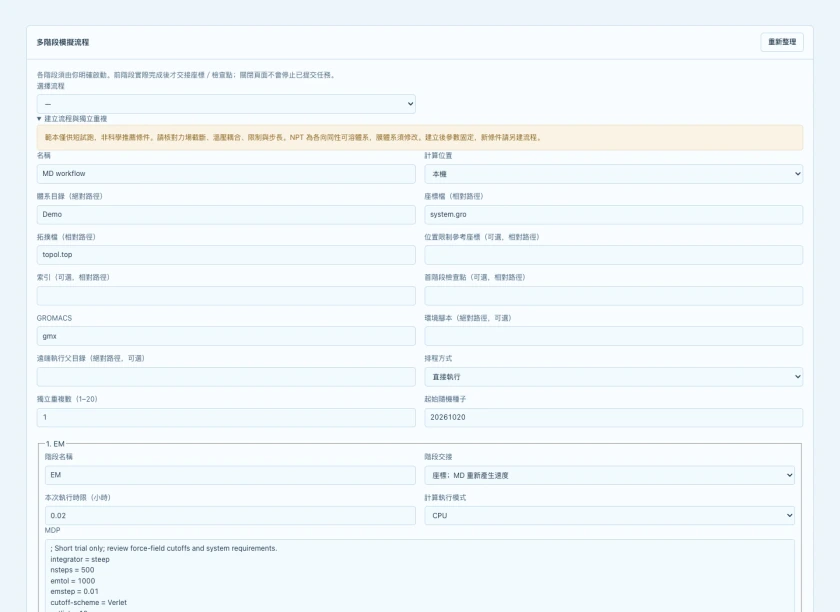 多階段模擬流程
重新整理
各階段須由你明確啟動。前階段實際完成後才交接座標 / 檢查點；關閉頁面不會停止已提交任務。
選擇流程
—
▼ 建立流程與獨立重複
範本僅供短試跑，非科學推薦條件。請核對力場截斷、溫壓耦合、限制與步長。NPT 為各向同性可溶體系，膜體系須修改。建立後參數固定，新條件請另建流程。
名稱
計算位置
MD workflow
本機
體系目錄（絕對路徑）
座標檔（相對路徑）
Demo
system.gro
拓撲檔（相對路徑）
位置限制參考座標（可選，相對路徑）
topol.top
索引（可選，相對路徑）
首階段檢查點（可選，相對路徑）
GROMACS
環境腳本（絕對路徑，可選）
gmx
遠端執行父目錄（絕對路徑，可選）
排程方式
直接執行
獨立重複數（1–20）
起始隨機種子
1
20261020
1. EM
階段名稱
階段交接
EM
座標；MD 重新產生速度
本次執行時限（小時）
計算執行模式
0.02
CPU
MDP
; Short trial only; review force-field cutoffs and system requirements.
integrator = steep
nsteps = 500
emtol = 1000
emstep = 0.01
cutoff-scheme = Verlet